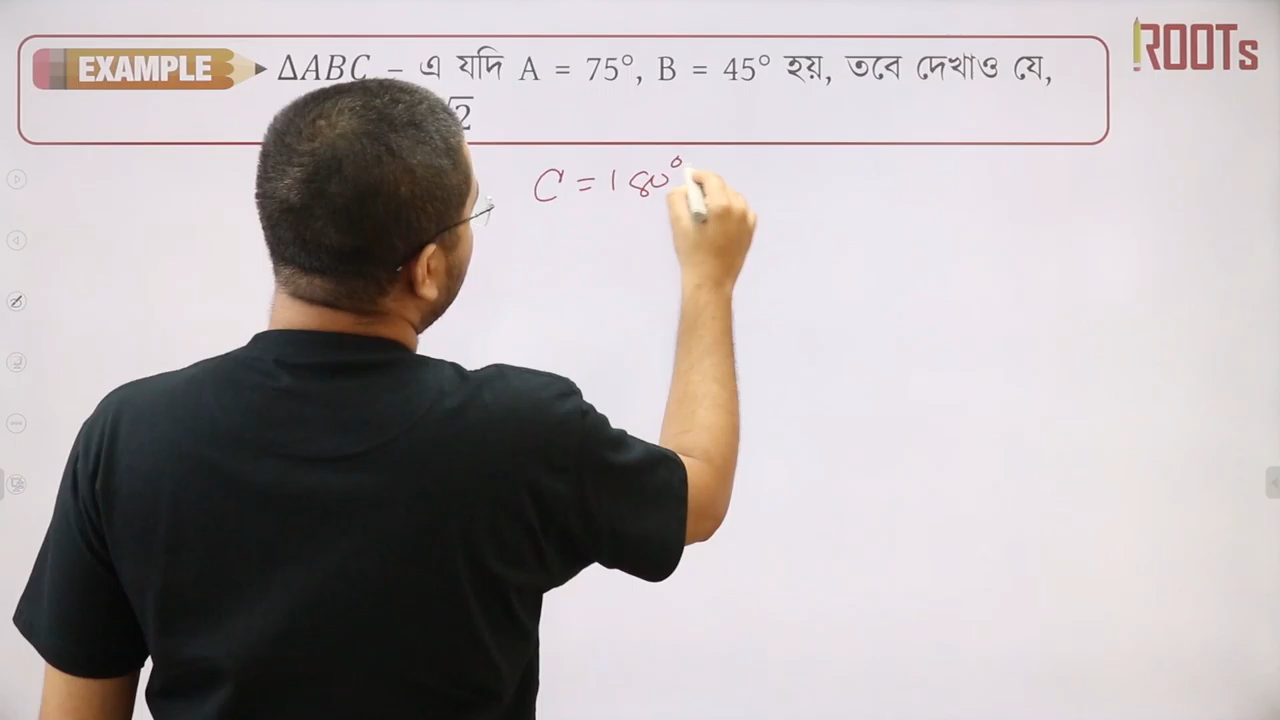 EXAMPLE ΔABC – এ যদি A = 75°, B = 45° হয়, তবে দেখাও যে,
√2
C = 180°
ROOTs